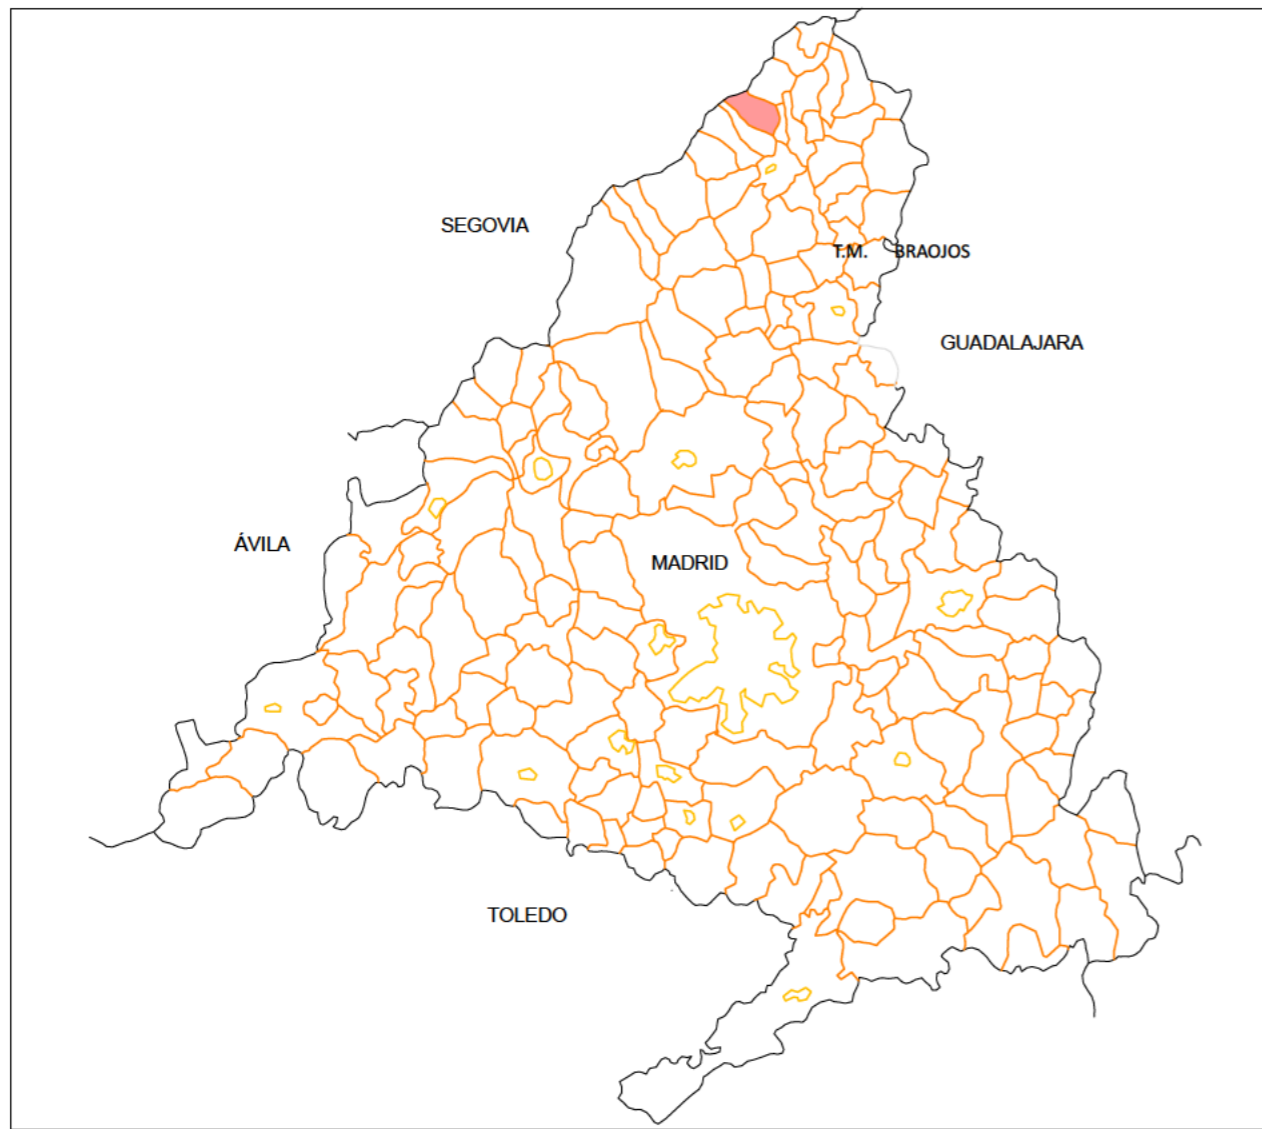 SEGOVIA
T.M. BRAOJOS
GUADALAJARA
ÁVILA
MADRID
TOLEDO